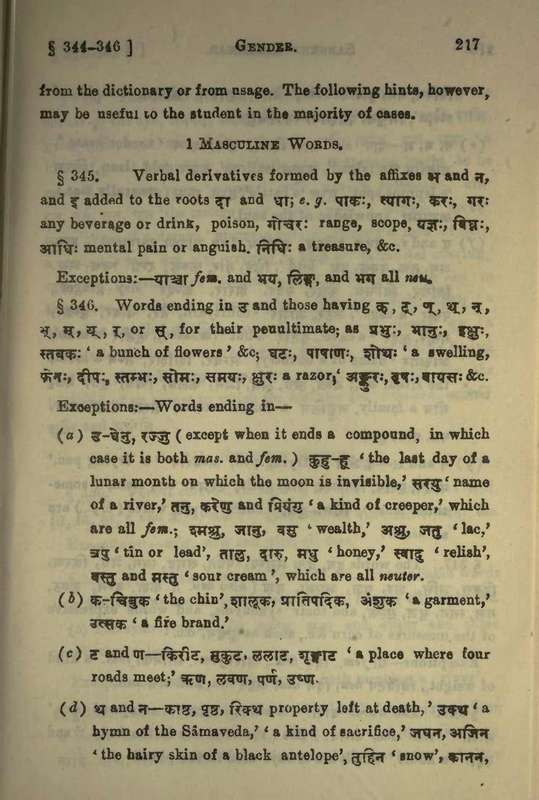 § 344–346 ] GENDER. 217
from the dictionary or from usage. The following hints, however,
may be useful to the student in the majority of cases.
1 MASCULINE WORDS.
§ 345. Verbal derivatives formed by the affixes अ and न,
and इ added to the roots दा and धा; e. g. पाकः, त्यागः, करः, गरः
any beverage or drink, poison, गोचरः range, scope, यज्ञः, विघ्नः,
आधिः mental pain or anguish. निधिः a treasure, &c.
Exceptions:—याच्ञा fem. and भय, लिङ्ग, and भग all neu.
§ 346. Words ending in उ and those having क्, द्, ण्, थ्, न्,
भ्, म्, य्, र्, or स्, for their penultimate; as प्रभुः, भानुः, इक्षुः,
स्तबकः ‘ a bunch of flowers ’ &c; घटः, पाषाणः, शोथः ‘ a swelling,
फेनः, दीपः, स्तम्भः, सोमः, समयः, क्षुरः a razor,‘ अङ्कुरः, वृषः, वायसः &c.
Exceptions:—Words ending in—
(a) उ-धेनु, रज्जु ( except when it ends a compound, in which
case it is both mas. and fem. ) कुहु-हू ‘ the last day of a
lunar month on which the moon is invisible,’ सरयु ‘ name
of a river,’ तनु, करेणु and प्रियंगु ‘ a kind of creeper,’ which
are all fem.; श्मश्रु, जानु, वसु ‘ wealth,’ अश्रु, जतु ‘ lac,’
त्रपु ‘ tin or lead’, तालु, दारु, मधु ‘ honey,’ स्वादु ‘ relish’,
वस्तु and मस्तु ‘ sour cream ’, which are all neuter.
(b) क-चिबुक ‘ the chin’, शालूक, प्रातिपदिक, अंशुक ‘ a garment,’
उल्मुक ‘ a fire brand.’
(c) ट and ण—किरीट, मुकुट, ललाट, शृङ्गाट ‘ a place where four
roads meet;’ ऋण, लवण, पर्ण, उष्ण.
(d) थ and न—काष्ठ, पृष्ठ, रिक्थ property left at death,’ उक्थ ‘ a
hymn of the Sâmaveda,’ ‘ a kind of sacrifice,’ जघन, अजिन
‘ the hairy skin of a black antelope’, तुहिन ‘ snow’, कानन,